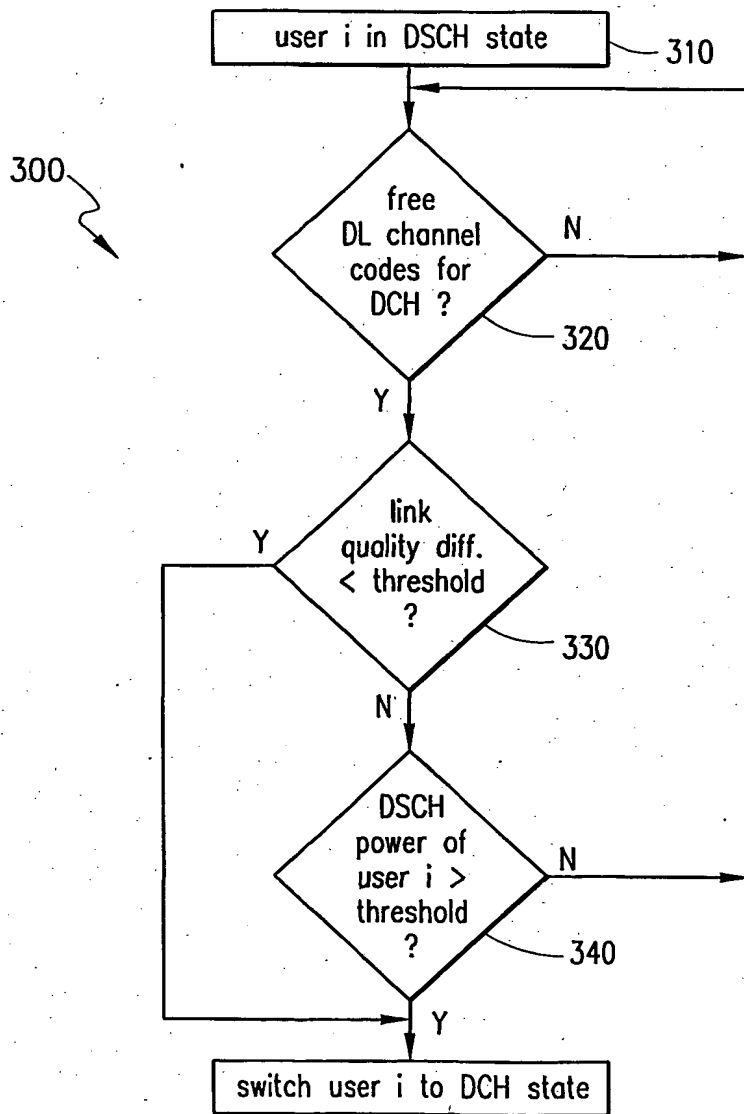 user i in DSCH state
310
300
free
DL channel
codes for
DCH ?
N
320
Y
link
quality diff.
< threshold
?
Y
330
N
DSCH
power of
user i >
threshold
?
N
340
Y
switch user i to DCH state